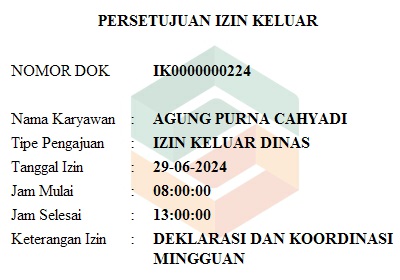 PERSETUJUAN IZIN KELUAR
NOMOR DOK IK0000000224
Nama Karyawan : AGUNG PURNA CAHYADI
Tipe Pengajuan : IZIN KELUAR DINAS
Tanggal Izin : 29-06-2024
Jam Mulai : 08:00:00
Jam Selesai : 13:00:00
Keterangan Izin : DEKLARASI DAN KOORDINASI
MINGGUAN